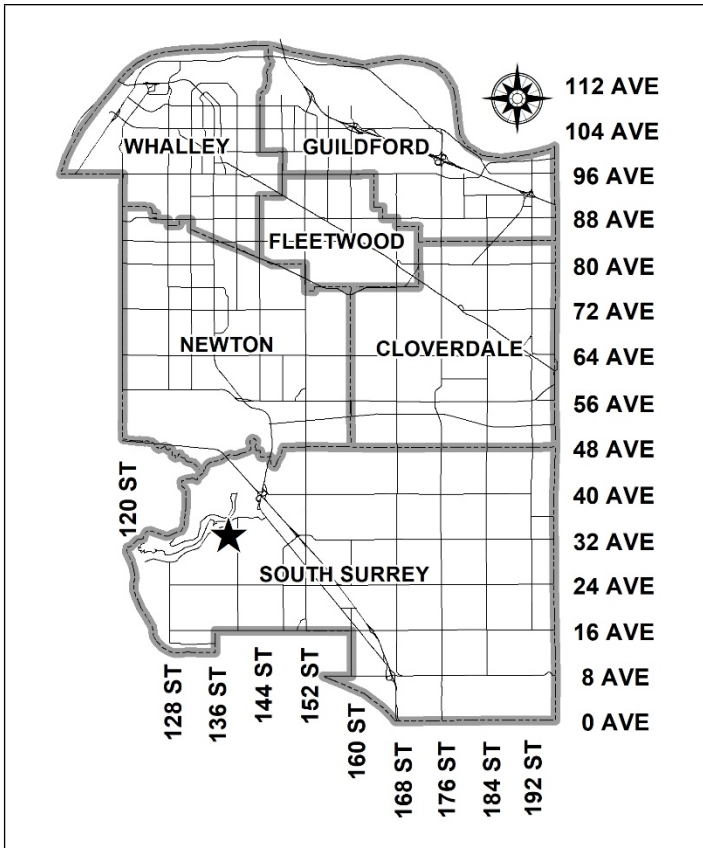 112 AVE
104 AVE
WHALLEY
GUILDFORD
96 AVE
88 AVE
FLEETWOOD
80 AVE
72 AVE
NEWTON
CLOVERDALE
64 AVE
56 AVE
48 AVE
120 ST
40 AVE
32 AVE
SOUTH SURREY
24 AVE
16 AVE
8 AVE
0 AVE
128 ST
136 ST
144 ST
152 ST
160 ST
168 ST
176 ST
184 ST
192 ST